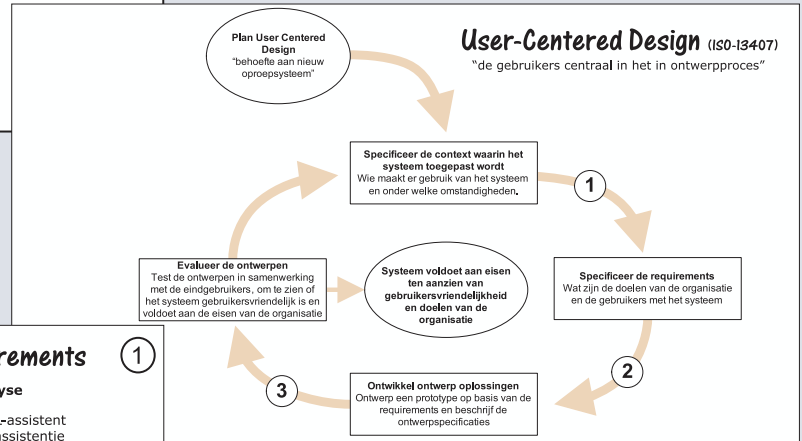 Plan User Centered
Design
“behoefte aan nieuw
oproepsysteem”
User-Centered Design (ISO-13407)
“de gebruikers centraal in het in ontwerpproces”
Specificeer de context waarin het
systeem toegepast wordt
Wie maakt er gebruik van het systeem
en onder welke omstandigheden.
1
Evalueer de ontwerpen
Test de ontwerpen in samenwerking
met de eindgebruikers, om te zien of
het systeem gebruikersvriendelijk is en
voldoet aan de eisen van de organisatie
Systeem voldoet aan eisen
ten aanzien van
gebruikersvriendelijkheid
en doelen van de
organisatie
Specificeer de requirements
Wat zijn de doelen van de organisatie
en de gebruikers met het systeem
2
3
Ontwikkel ontwerp oplossingen
Ontwerp een prototype op basis van de
requirements en beschrijf de
ontwerpspecificaties
rements 1
yse
-assistent
assistentie